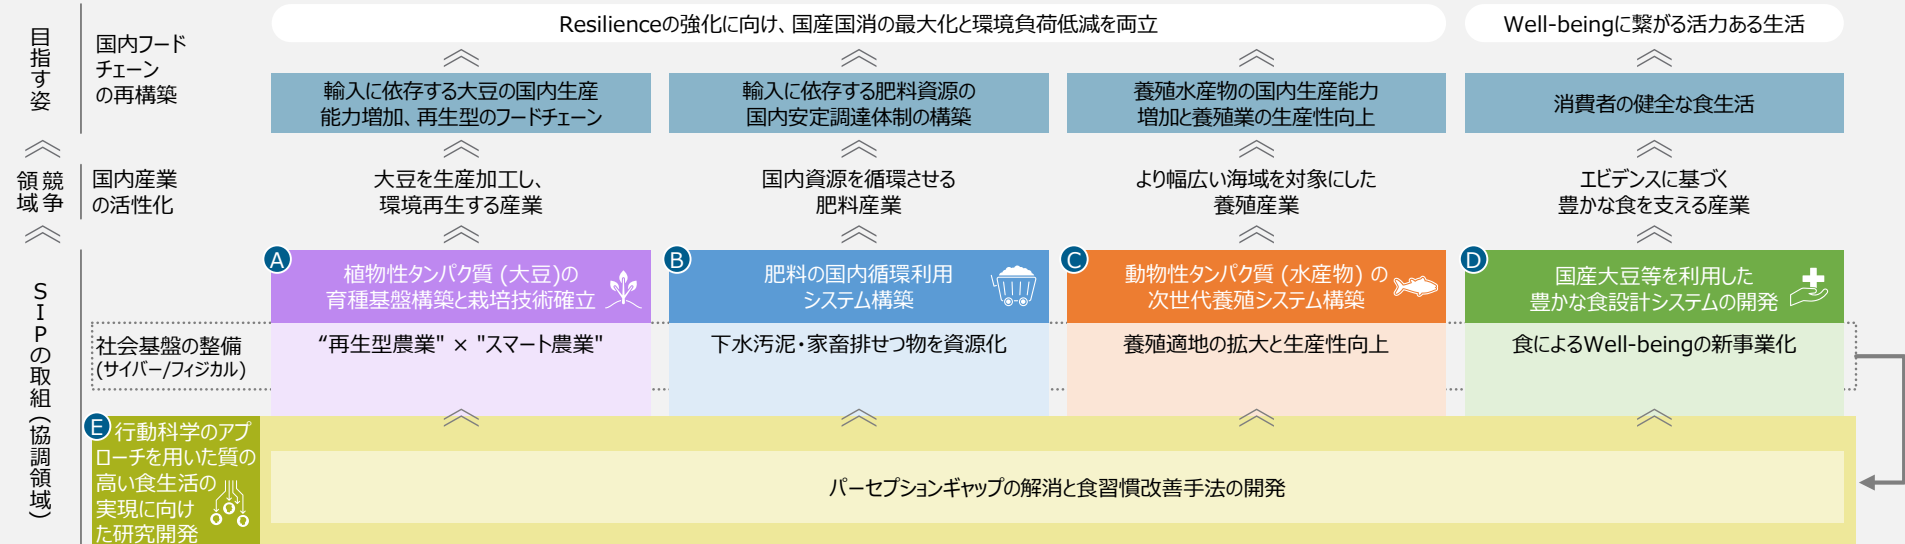 目指す姿
国内フード
チェーン
の再構築
Resilienceの強化に向け、国産国消の最大化と環境負荷低減を両立
Well-beingに繋がる活力ある生活
輸入に依存する大豆の国内生産
能力増加、再生型のフードチェーン
輸入に依存する肥料資源の
国内安定調達体制の構築
養殖水産物の国内生産能力
増加と養殖業の生産性向上
消費者の健全な食生活
競争
領域
国内産業
の活性化
大豆を生産加工し、
環境再生する産業
国内資源を循環させる
肥料産業
より幅広い海域を対象にした
養殖産業
エビデンスに基づく
豊かな食を支える産業
SIPの取組(協調領域)
A
植物性タンパク質 (大豆)の
育種基盤構築と栽培技術確立
B
肥料の国内循環利用
システム構築
C
動物性タンパク質 (水産物) の
次世代養殖システム構築
D
国産大豆等を利用した
豊かな食設計システムの開発
社会基盤の整備
(サイバー/フィジカル)
“再生型農業" × "スマート農業"
下水汚泥・家畜排せつ物を資源化
養殖適地の拡大と生産性向上
食によるWell-beingの新事業化
E
行動科学のアプ
ローチを用いた質の
高い食生活の
実現に向け
た研究開発
パーセプションギャップの解消と食習慣改善手法の開発